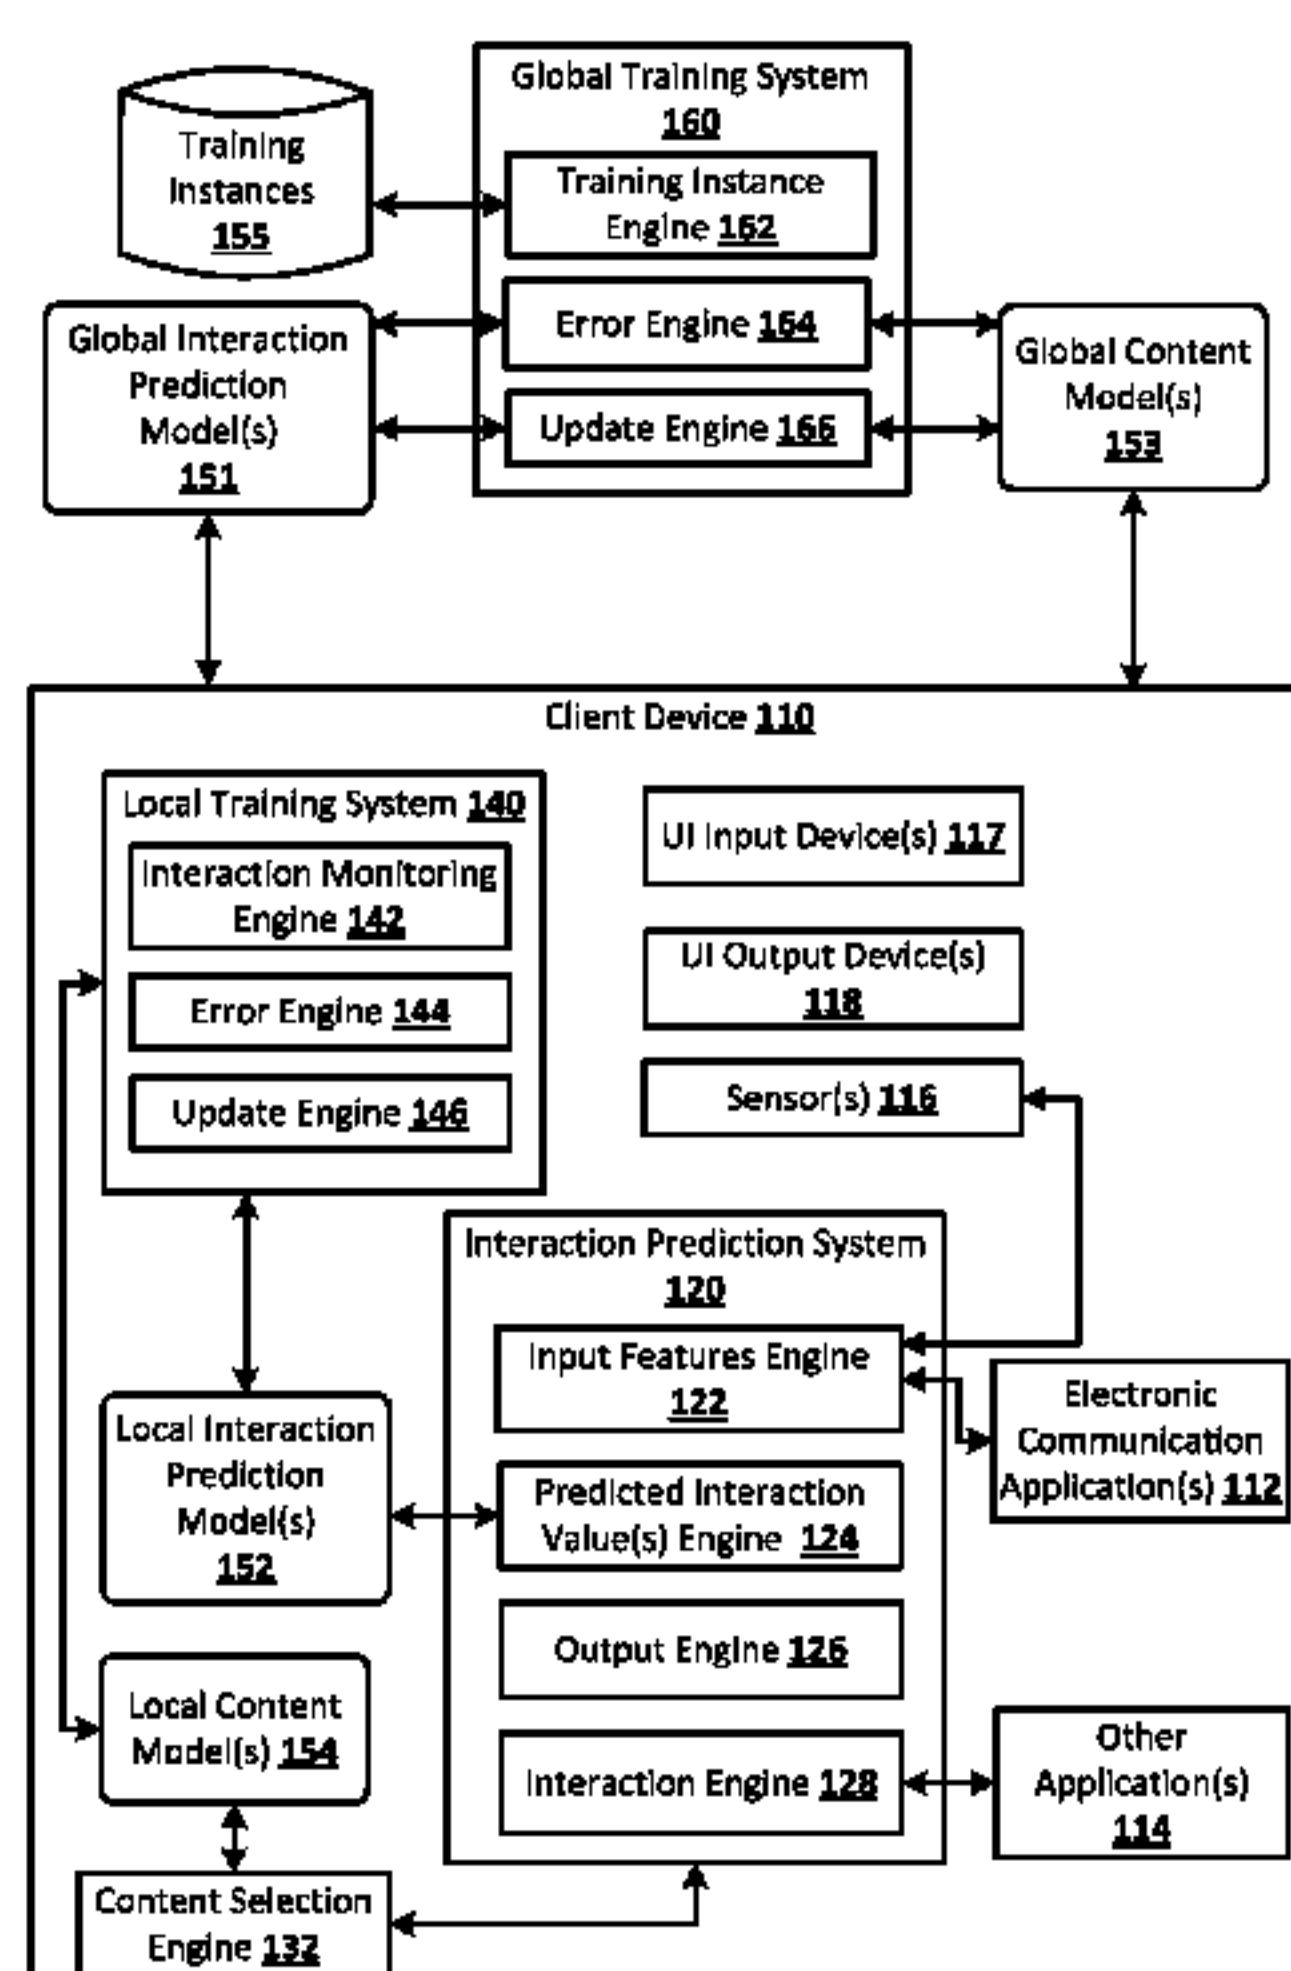 Global Training System
160
Training
Instances
155
Training Instance
Engine 162
Error Engine 164
Update Engine 166
Global Interaction
Prediction
Model(s)
151
Global Content
Model(s)
153
Client Device 110
Local Training System 140
Interaction Monitoring
Engine 142
Error Engine 144
Update Engine 146
UI Input Device(s) 117
UI Output Device(s)
118
Sensor(s) 116
Interaction Prediction System
120
Input Features Engine
122
Predicted Interaction
Value(s) Engine 124
Output Engine 126
Interaction Engine 128
Electronic
Communication
Application(s) 112
Other
Application(s)
114
Local Interaction
Prediction
Model(s)
152
Local Content
Model(s) 154
Content Selection
Engine 132